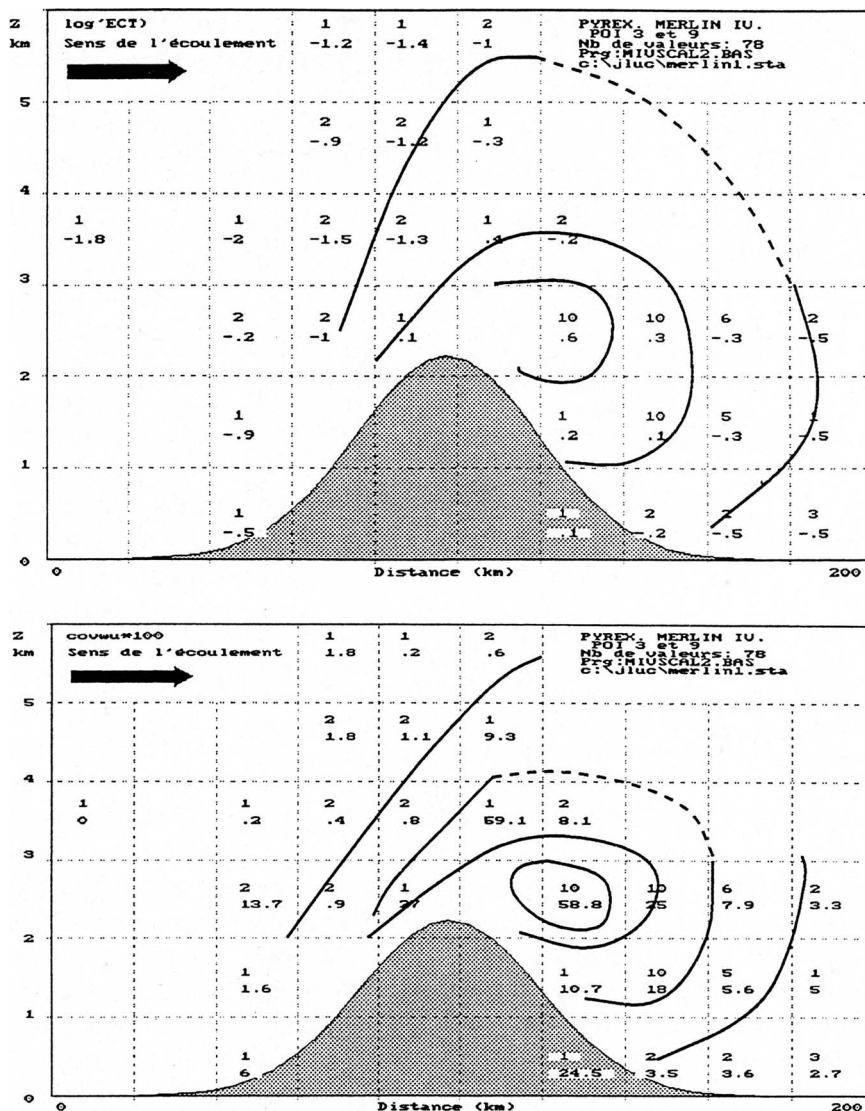 Z log'ECT) 1 1 2 PYREX. MERLIN IV.
km Sens de l'écoulement -1.2 -1.4 -1 POI 3 et 9
Nb de valeurs: 78
Prg:MIVSCAL2.BAS
c:\jluc\merlin1.sta
5
2 2 1
-.9 -1.2 -.3
4
1 1 2 2 1 2
-1.8 -2 -1.5 -1.3 .4 -.2
3
2 2 1 10 10 6 2
-.2 -1 .1 .6 .3 -.3 -.5
2
1 1 10 5 1
-.9 .2 .1 -.3 -.5
1
1 1 2 2 3
-.5 .1 -.2 -.5 -.5
0
0 Distance (km) 200
Z covwu*100 1 1 2 PYREX. MERLIN IV.
km Sens de l'écoulement 1.8 .2 .6 POI 3 et 9
Nb de valeurs: 78
Prg:MIVSCAL2.BAS
c:\jluc\merlin1.sta
5
2 2 1
1.8 1.1 9.3
4
1 1 2 2 1 2
0 .2 .4 .8 59.1 8.1
3
2 2 1 10 10 6 2
13.7 .9 27 58.8 25 7.9 3.3
2
1 1 10 5 1
1.6 10.7 18 5.6 5
1
1 1 2 2 3
6 24.5 3.5 3.6 2.7
0
0 Distance (km) 200